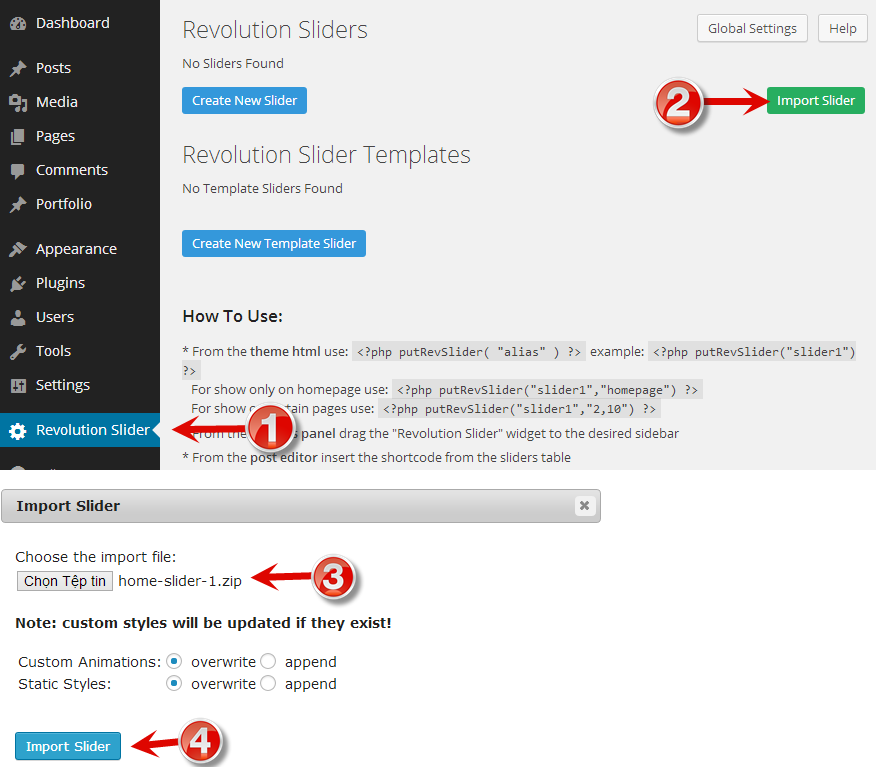 Dashboard
Posts
Media
Pages
Comments
Portfolio
Appearance
Plugins
Users
Tools
Settings
Revolution Slider
Revolution Sliders
Global Settings
Help
No Sliders Found
Create New Slider
2
Import Slider
Revolution Slider Templates
No Template Sliders Found
Create New Template Slider
How To Use:
* From the theme html use: <?php putRevSlider( "alias" ) ?> example: <?php putRevSlider("slider1")
?>
For show only on homepage use: <?php putRevSlider("slider1","homepage") ?>
For show on tain pages use: <?php putRevSlider("slider1","2,10") ?>
1
From the panel drag the "Revolution Slider" widget to the desired sidebar
* From the post editor insert the shortcode from the sliders table
Import Slider
Choose the import file:
Chọn Tệp tin home-slider-1.zip
3
Note: custom styles will be updated if they exist!
Custom Animations: overwrite append
Static Styles: overwrite append
Import Slider
4